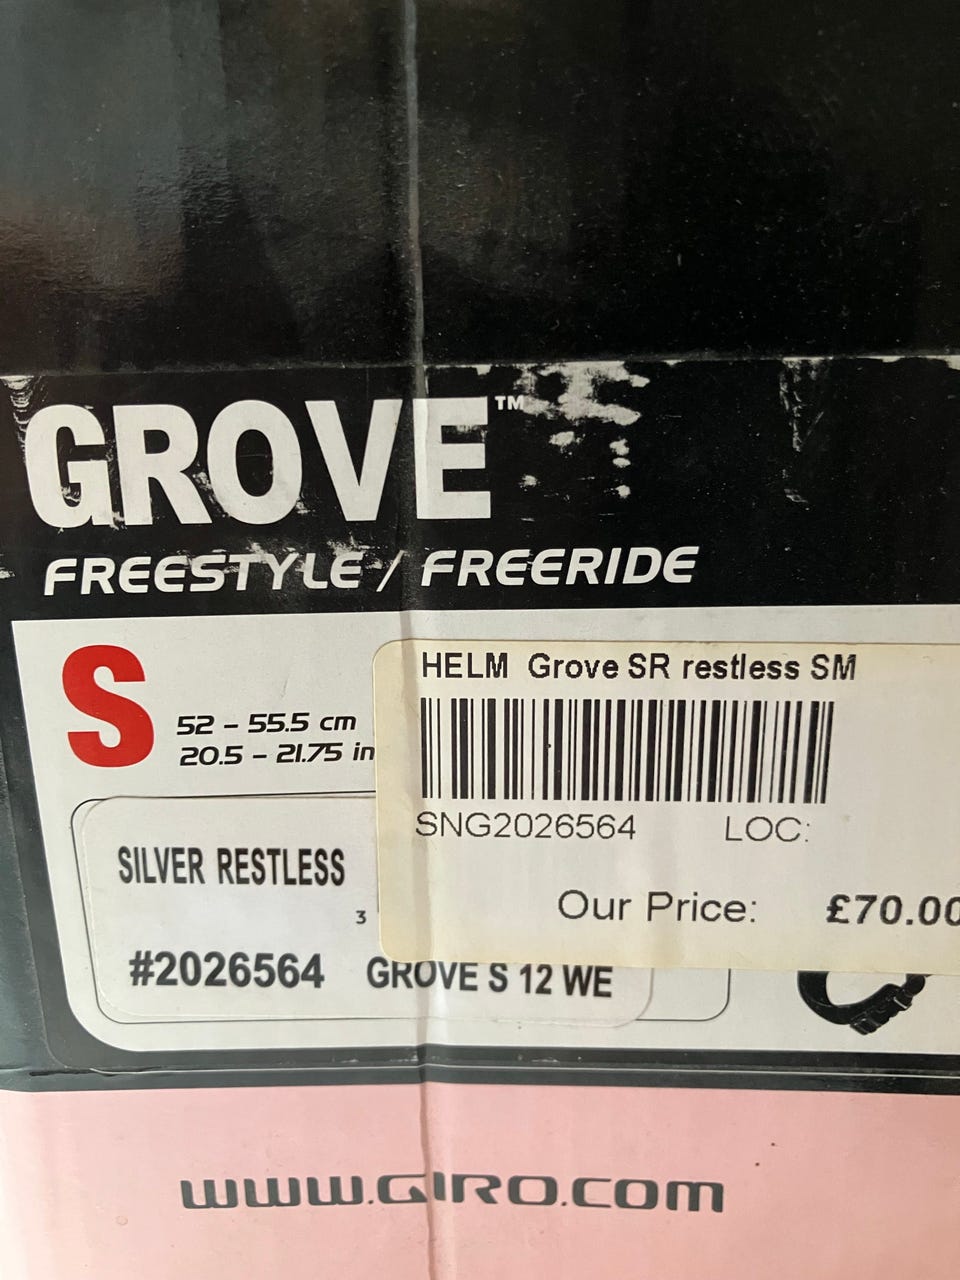 GROVE™
FREESTYLE / FREERIDE
S
52 – 55.5 cm
20.5 – 21.75 in
HELM Grove SR restless SM
SNG2026564 LOC:
Our Price: £70.00
SILVER RESTLESS
3
#2026564 GROVE S 12 WE
WWW.GIRO.COM